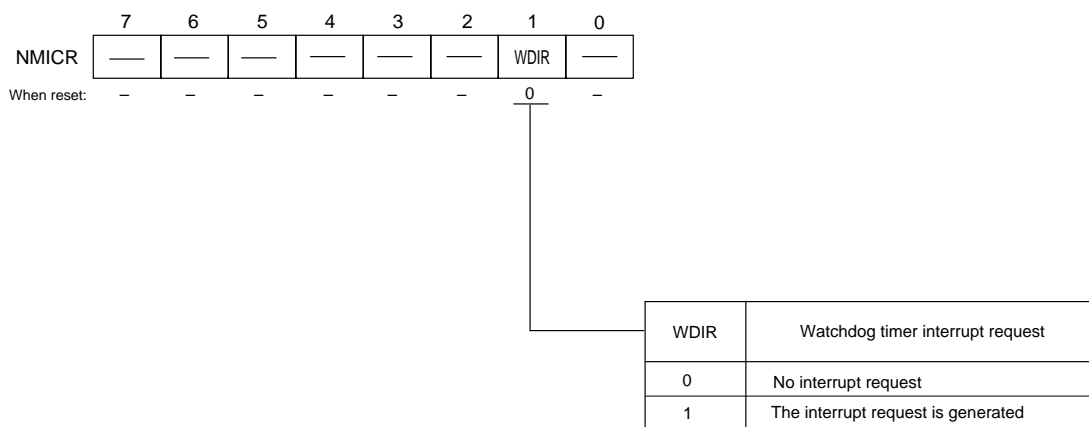 7 6 5 4 3 2 1 0
NMICR — — — — — — WDIR —
When reset: – – – – – – 0 –
WDIR Watchdog timer interrupt request
0 No interrupt request
1 The interrupt request is generated